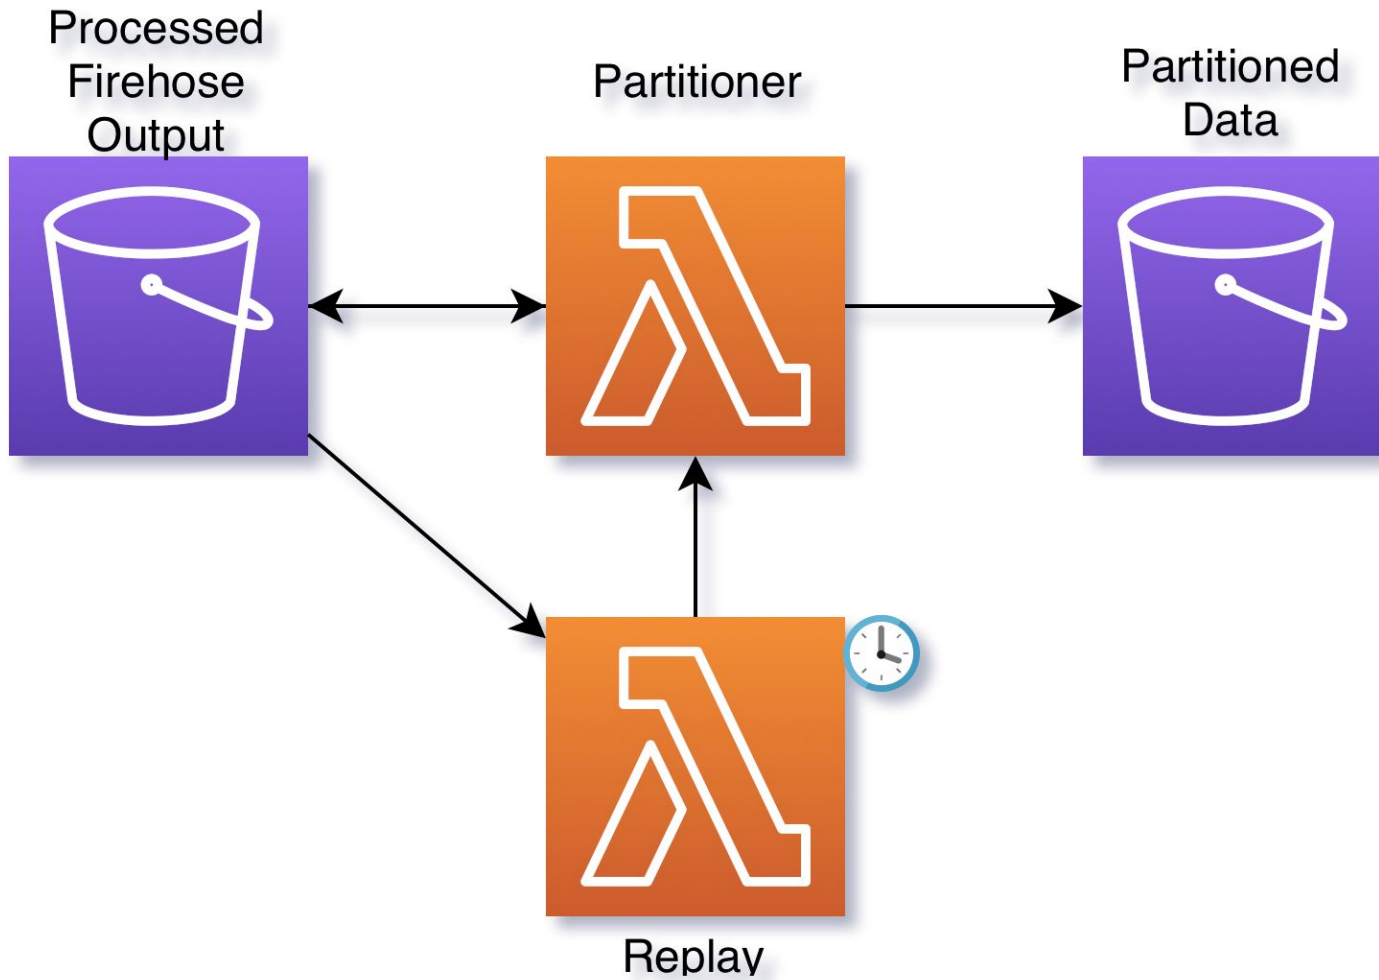 Processed
Firehose
Output
Partitioner
Partitioned
Data
Replay